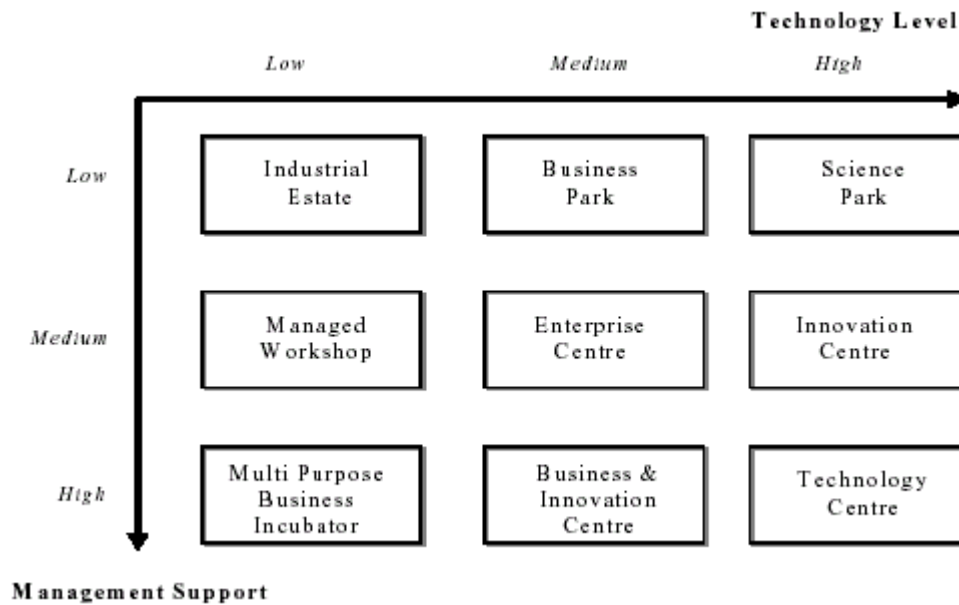 Technology Level
Low Medium High
Low
Industrial
Estate
Business
Park
Science
Park
Medium
Managed
Workshop
Enterprise
Centre
Innovation
Centre
High
Multi Purpose
Business
Incubator
Business &
Innovation
Centre
Technology
Centre
Management Support